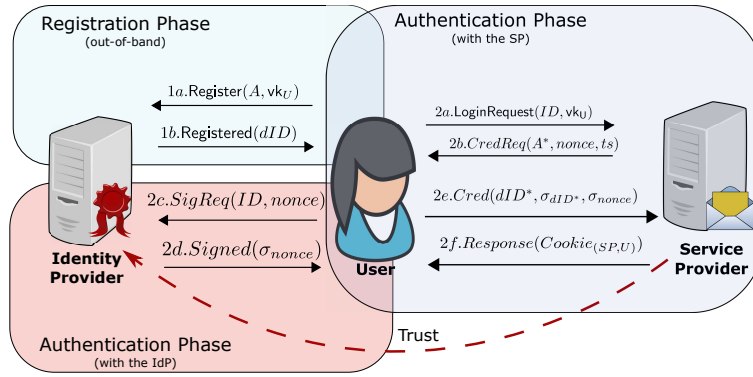 Registration Phase
(out-of-band)
Authentication Phase
(with the SP)
1a.Register(A, vk_U)
1b.Registered(dID)
2a.LoginRequest(ID, vk_U)
2b.CredReq(A*, nonce, ts)
2c.SigReq(ID, nonce)
2d.Signed(σ_nonce)
2e.Cred(dID*, σ_dID*, σ_nonce)
2f.Response(Cookie_(SP,U))
Identity
Provider
User
Service
Provider
Trust
Authentication Phase
(with the IdP)